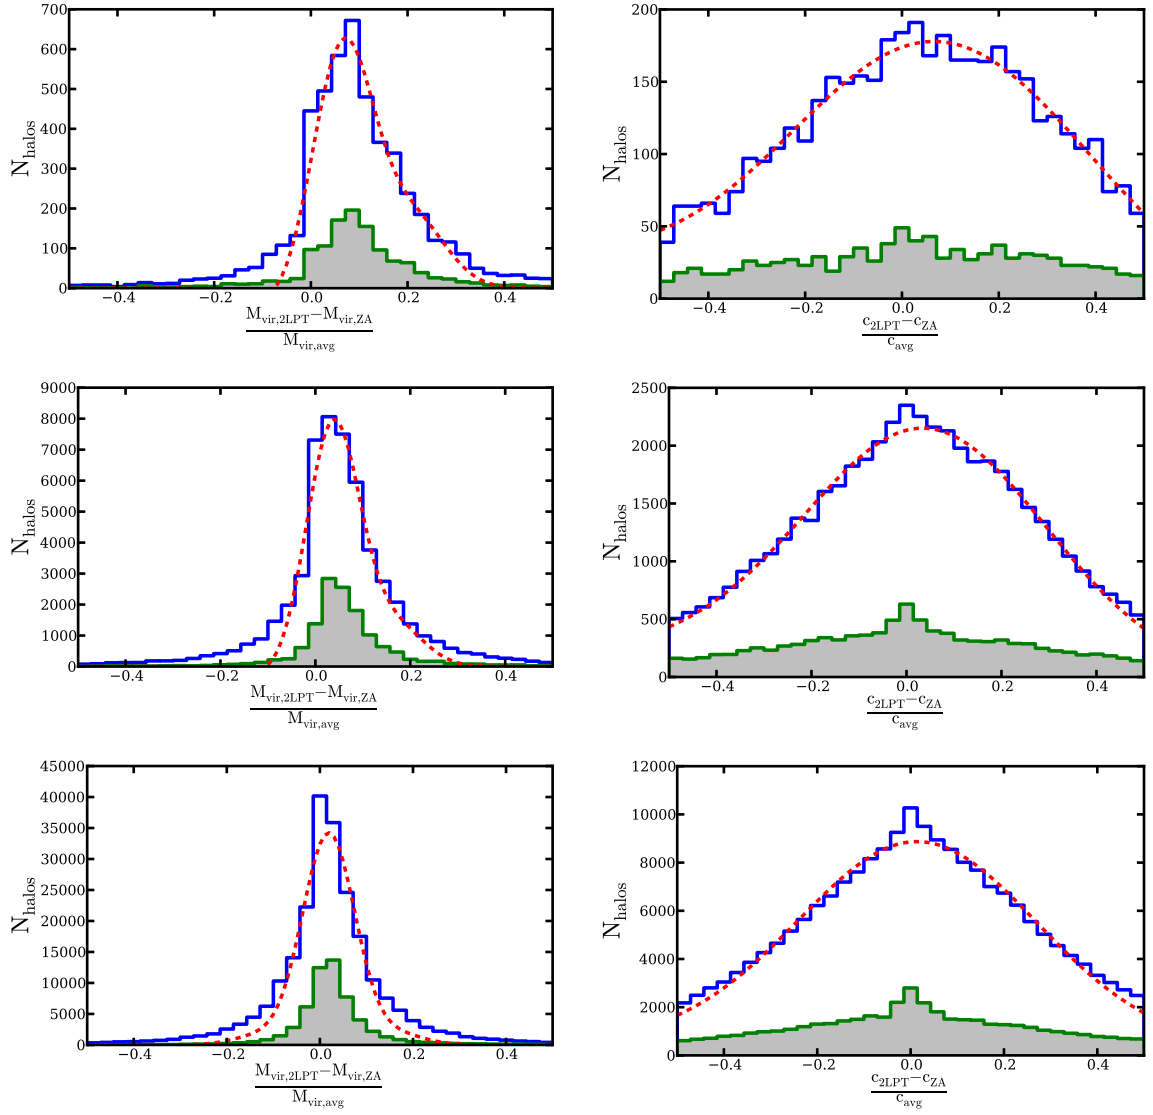 700
600
500
400
300
200
100
0
N_halos
−0.4 −0.2 0.0 0.2 0.4
M_vir,2LPT−M_vir,ZA
M_vir,avg
200
150
100
50
0
N_halos
−0.4 −0.2 0.0 0.2 0.4
c_2LPT−c_ZA
c_avg
9000
8000
7000
6000
5000
4000
3000
2000
1000
0
N_halos
−0.4 −0.2 0.0 0.2 0.4
M_vir,2LPT−M_vir,ZA
M_vir,avg
2500
2000
1500
1000
500
0
N_halos
−0.4 −0.2 0.0 0.2 0.4
c_2LPT−c_ZA
c_avg
45000
40000
35000
30000
25000
20000
15000
10000
5000
0
N_halos
−0.4 −0.2 0.0 0.2 0.4
M_vir,2LPT−M_vir,ZA
M_vir,avg
12000
10000
8000
6000
4000
2000
0
N_halos
−0.4 −0.2 0.0 0.2 0.4
c_2LPT−c_ZA
c_avg